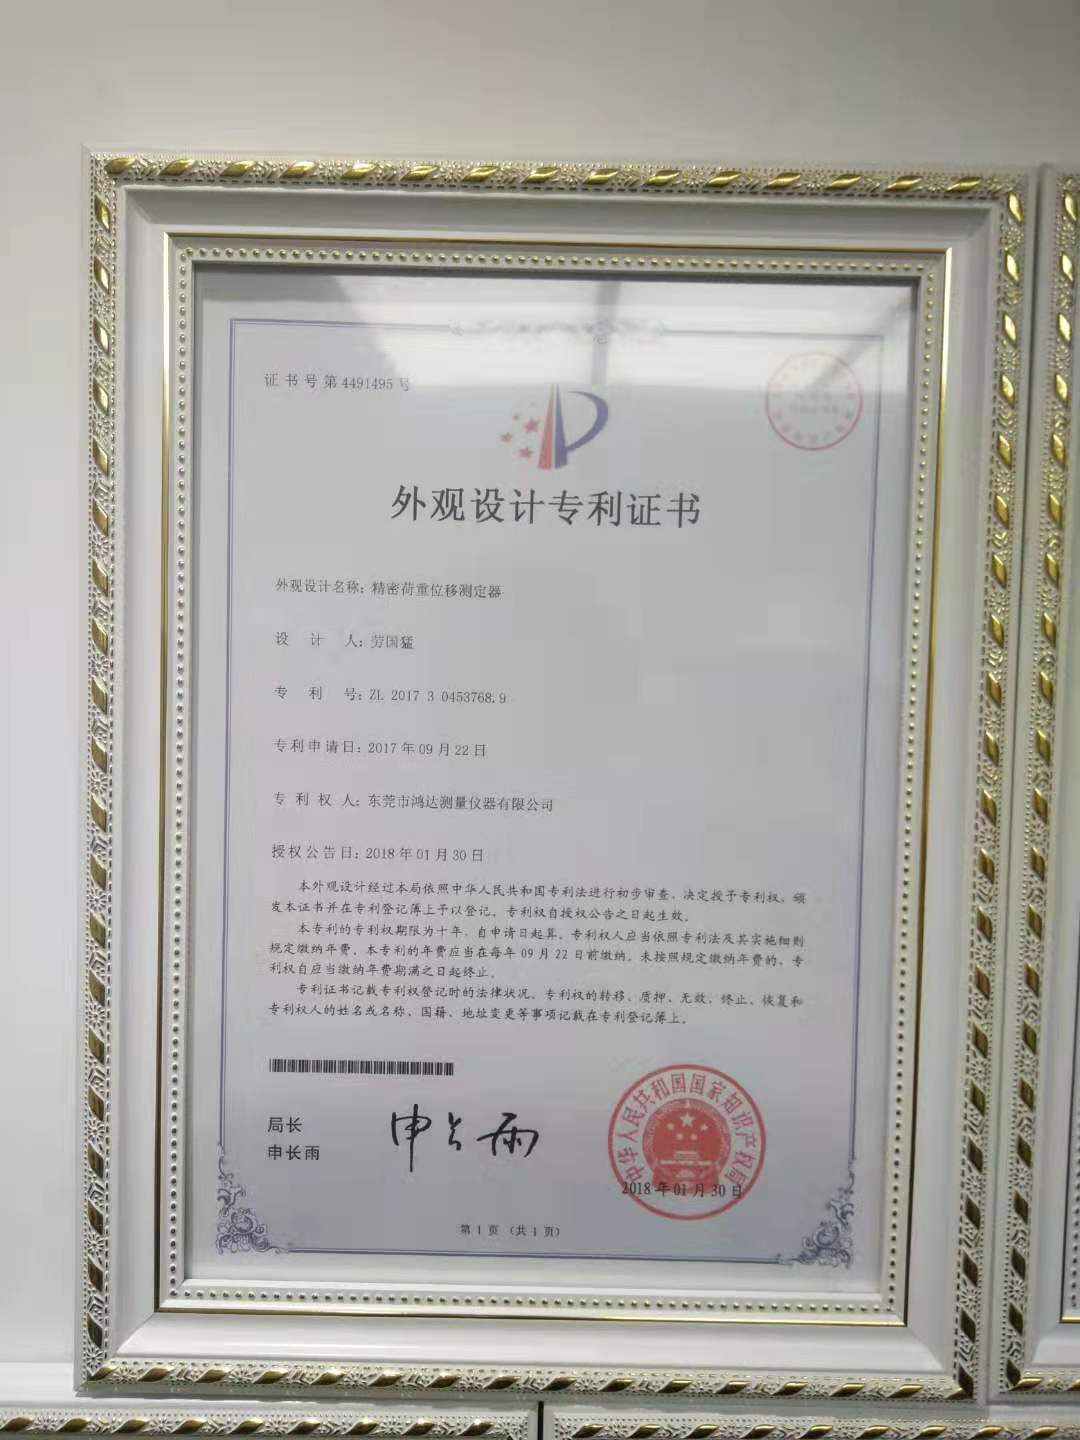 证书号第4491495号
外观设计专利证书
外观设计名称：精密荷重位移测定器
设计人：劳国猛
专利号：ZL 2017 3 0453768.9
专利申请日：2017年09月22日
专利权人：东莞市鸿达测量仪器有限公司
授权公告日：2018年01月30日
本外观设计经过本局依照中华人民共和国专利法进行初步审查，决定授予专利权，颁
发本证书并在专利登记簿上予以登记。专利权自授权公告之日起生效。
本专利的专利权期限为十年，自申请日起算。专利权人应当依照专利法及其实施细则
规定缴纳年费。本专利的年费应当在每年09月22日前缴纳。未按照规定缴纳年费的，专
利权自应当缴纳年费期满之日起终止。
专利证书记载专利权登记时的法律状况。专利权的转移、质押、无效、终止、恢复和
专利权人的姓名或名称、国籍、地址变更等事项记载在专利登记簿上。
局长
申长雨
申长雨
中华人民共和国国家知识产权局
2018年01月30日
第1页（共1页）